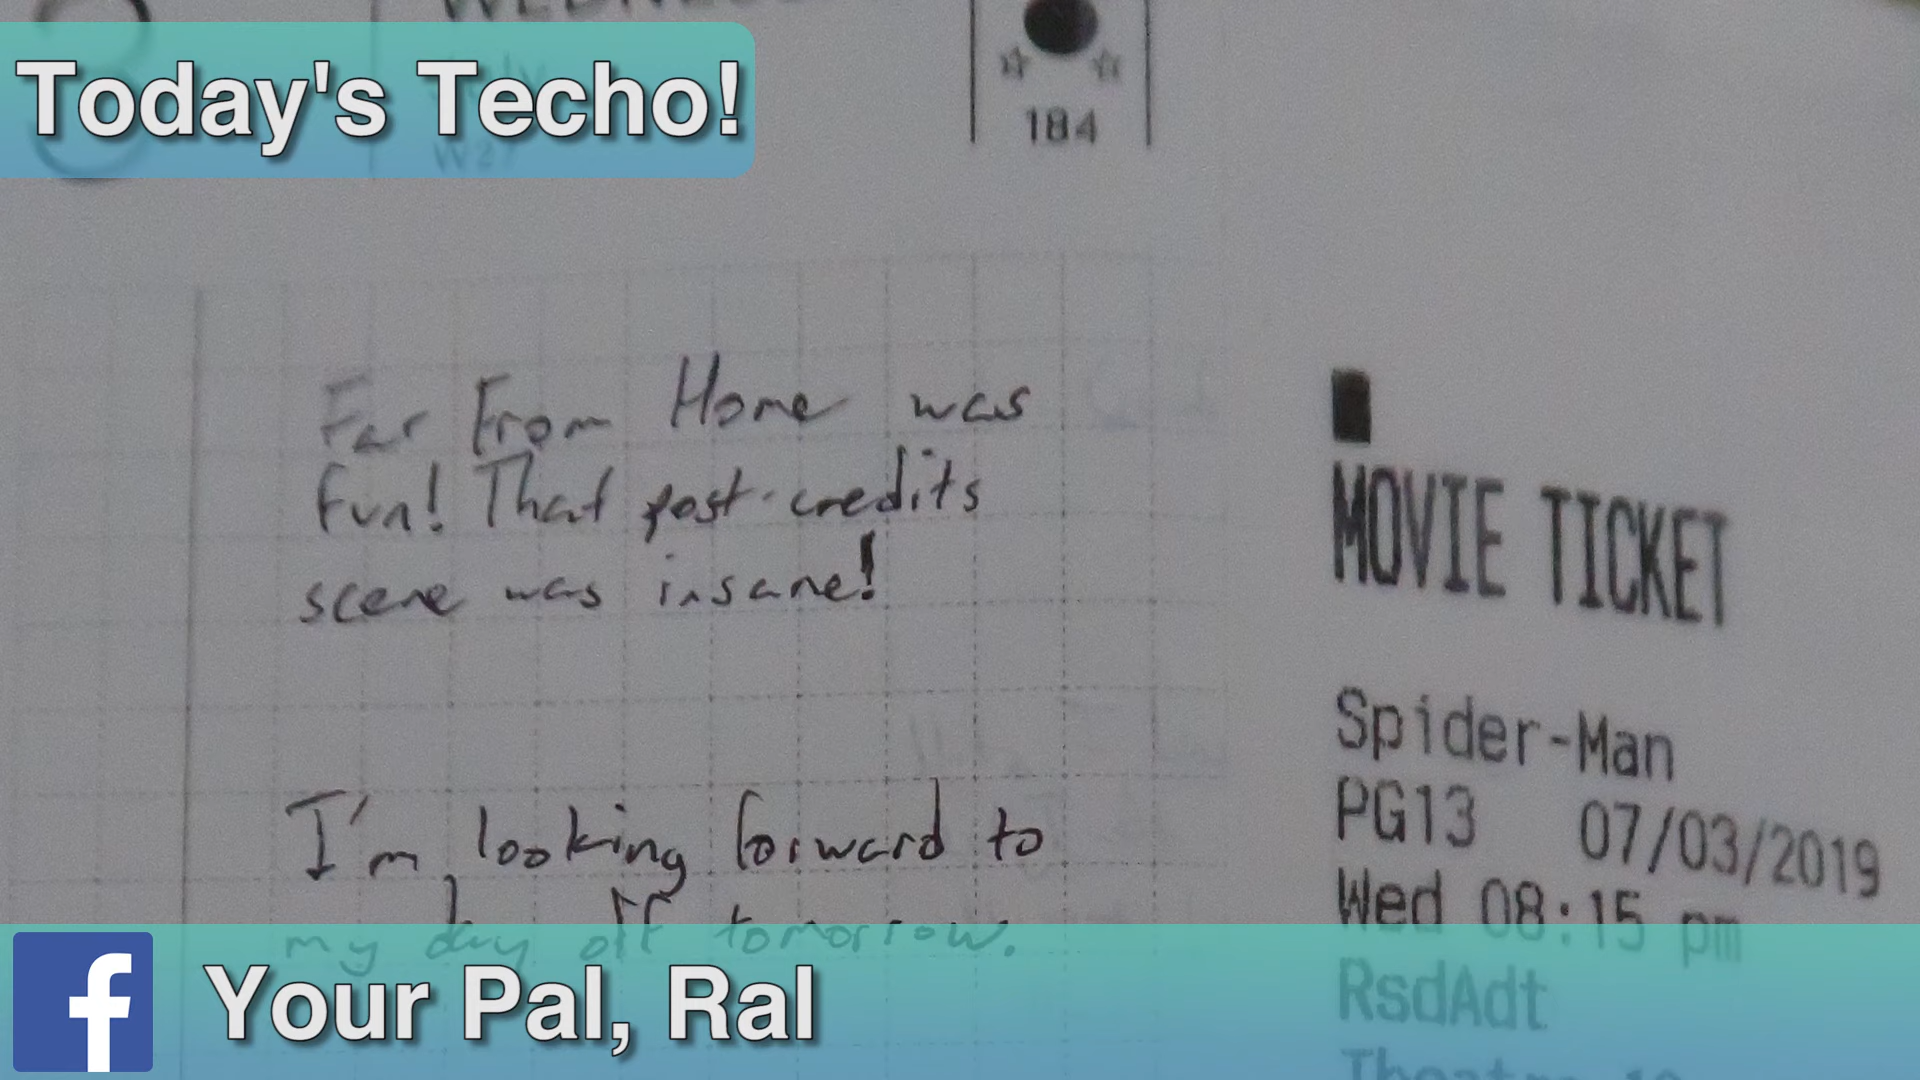 Today's Techo!
184
Far From Home was
fun! That post-credits
scene was insane!
I'm looking forward to
my day off tomorrow.
MOVIE TICKET
Spider-Man
PG13 07/03/2019
Wed 08:15 pm
RsdAdt
f Your Pal, Ral